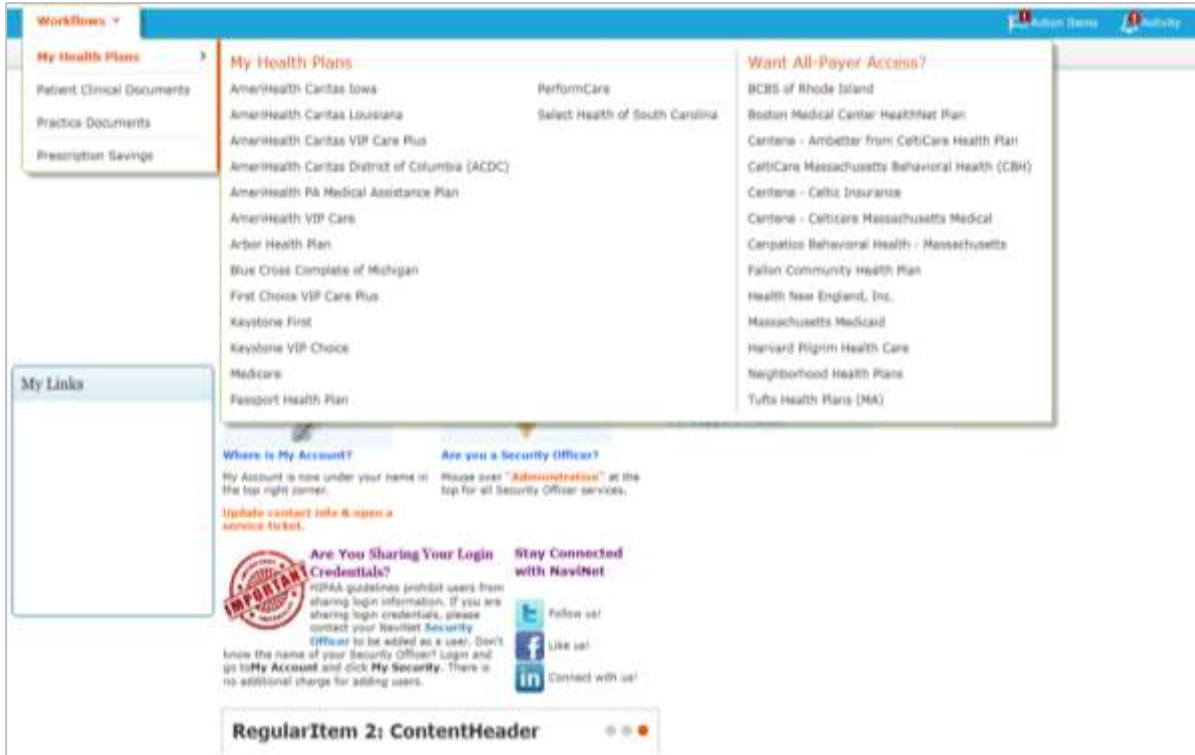 Workflows
Action Items
Activity
My Health Plans
Patient Clinical Documents
Practice Documents
Prescription Savings
My Health Plans
AmeriHealth Caritas Iowa
AmeriHealth Caritas Louisiana
AmeriHealth Caritas VIP Care Plus
AmeriHealth Caritas District of Columbia (ACDC)
AmeriHealth PA Medical Assistance Plan
AmeriHealth VIP Care
Arbor Health Plan
Blue Cross Complete of Michigan
First Choice VIP Care Plus
Keystone First
Keystone VIP Choice
Medicare
Passport Health Plan
PerformCare
Select Health of South Carolina
Want All-Payer Access?
BCBS of Rhode Island
Boston Medical Center HealthNet Plan
Centene - Ambetter from CeltiCare Health Plan
CeltiCare Massachusetts Behavioral Health (CBH)
Centene - Celtic Insurance
Centene - Celticare Massachusetts Medical
Cenpatico Behavioral Health - Massachusetts
Fallon Community Health Plan
Health New England, Inc.
Massachusetts Medicaid
Harvard Pilgrim Health Care
Neighborhood Health Plans
Tufts Health Plans (MA)
My Links
Where is My Account?
My Account is now under your name in
the top right corner.
Update contact info & open a
service ticket.
Are you a Security Officer?
Mouse over "Administration" at the
top for all Security Officer services.
IMPORTANT
Are You Sharing Your Login
Credentials?
HIPAA guidelines prohibit users from
sharing login information. If you are
sharing login credentials, please
contact your NaviNet Security
Officer to be added as a user. Don't
know the name of your Security Officer? Login and
go toMy Account and click My Security. There is
no additional charge for adding users.
Stay Connected
with NaviNet
Follow us!
Like us!
Connect with us!
RegularItem 2: ContentHeader